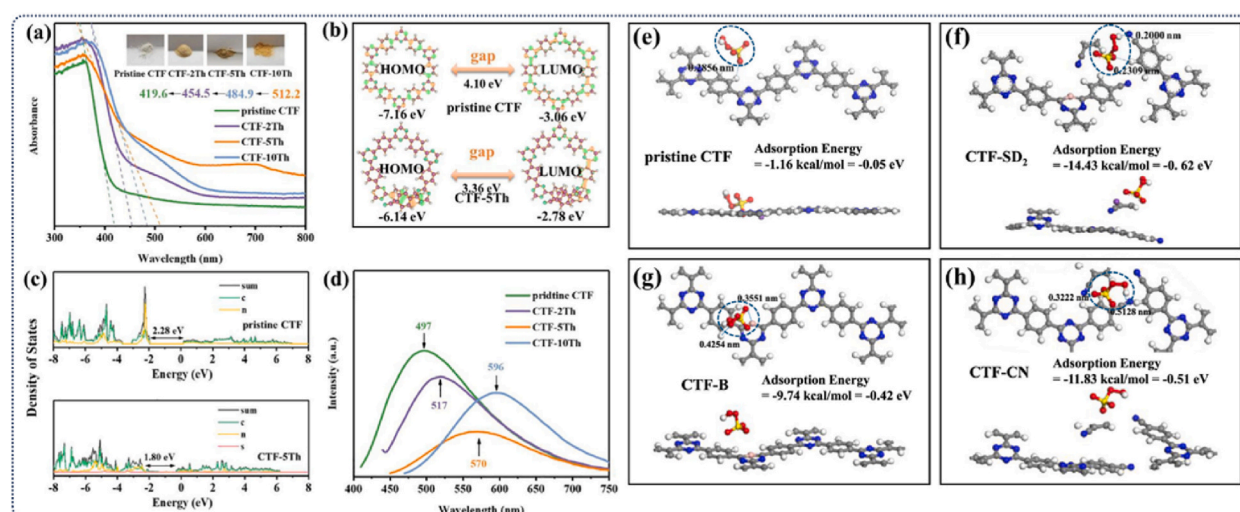 (a)
Pristine CTF CTF-2Th CTF-5Th CTF-10Th
419.6 454.5 484.9 512.2
pristine CTF
CTF-2Th
CTF-5Th
CTF-10Th
Absorbance
300 400 500 600 700 800
Wavelength (nm)
(b)
HOMO gap LUMO
4.10 eV
pristine CTF
-7.16 eV -3.06 eV
HOMO gap LUMO
3.36 eV
CTF-5Th
-6.14 eV -2.78 eV
(c)
sum
c
n
pristine CTF
2.28 eV
-8 -6 -4 -2 0 2 4 6 8
Energy (eV)
Density of States
sum
c
n
s
CTF-5Th
1.80 eV
-8 -6 -4 -2 0 2 4 6 8
Energy (eV)
(d)
pridtine CTF
CTF-2Th
CTF-5Th
CTF-10Th
497
596
517
570
Intensity (a.u.)
400 450 500 550 600 650 700 750
Wavelength (nm)
(e)
0.2856 nm
pristine CTF
Adsorption Energy
= -1.16 kcal/mol = -0.05 eV
(f)
0.2000 nm
0.2309 nm
CTF-SD2
Adsorption Energy
= -14.43 kcal/mol = -0. 62 eV
(g)
0.3551 nm
0.4254 nm
CTF-B
Adsorption Energy
= -9.74 kcal/mol = -0.42 eV
(h)
0.3222 nm
0.5128 nm
CTF-CN
Adsorption Energy
= -11.83 kcal/mol = -0.51 eV